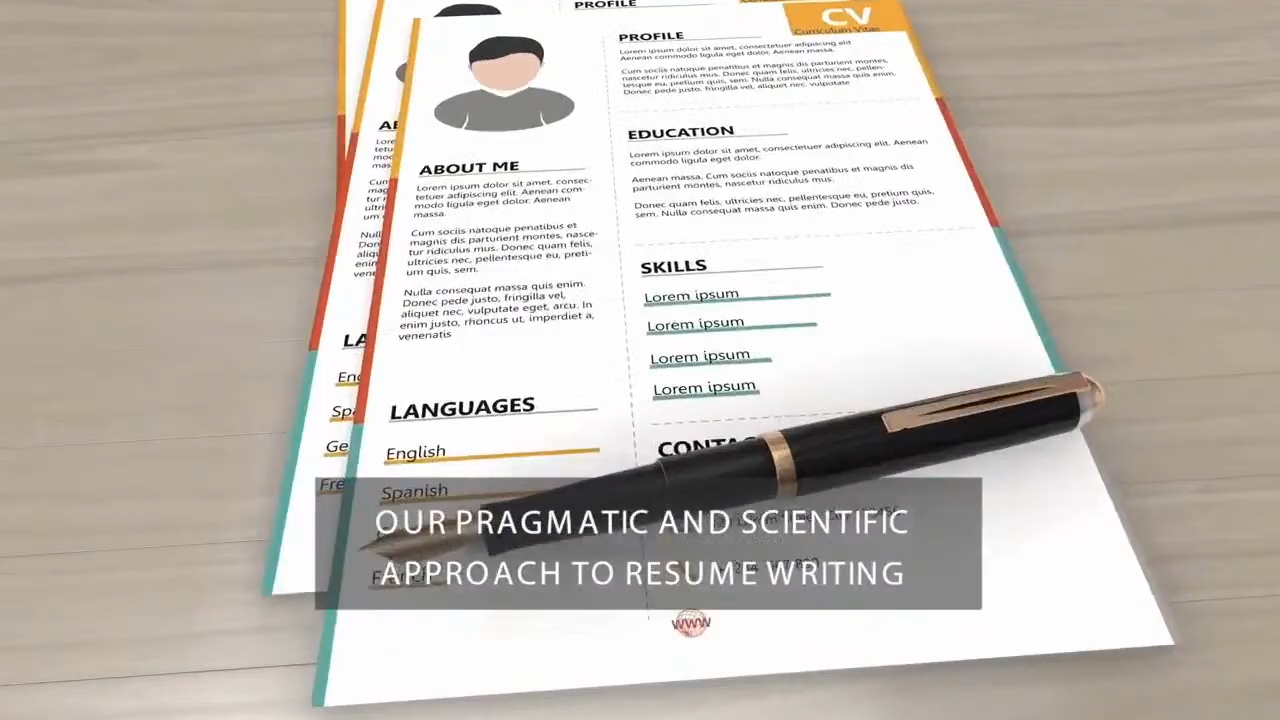 PROFILE
CV
Curriculum Vitae
PROFILE
Lorem ipsum dolor sit amet, consectetuer adipiscing elit
Aenean commodo ligula eget dolor. Aenean massa.
Cum sociis natoque penatibus et magnis dis parturient montes,
nascetur ridiculus mus. Donec quam felis, ultricies nec, pellen-
tesque eu, pretium quis, sem. Nulla consequat massa quis enim.
Donec pede justo, fringilla vel, aliquet nec, vulputate
EDUCATION
Lorem ipsum dolor sit amet, consectetuer adipiscing elit. Aenean
commodo ligula eget dolor.
Aenean massa. Cum sociis natoque penatibus et magnis dis
parturient montes, nascetur ridiculus mus.
Donec quam felis, ultricies nec, pellentesque eu, pretium quis,
sem. Nulla consequat massa quis enim. Donec pede justo.
SKILLS
Lorem ipsum
Lorem ipsum
Lorem ipsum
Lorem ipsum
ABOUT ME
Lorem ipsum dolor sit amet, consec-
tetuer adipiscing elit. Aenean com-
modo ligula eget dolor. Aenean
massa.
Cum sociis natoque penatibus et
magnis dis parturient montes, nasce-
tur ridiculus mus. Donec quam felis,
ultricies nec, pellentesque eu, preti-
um quis, sem.
Nulla consequat massa quis enim.
Donec pede justo, fringilla vel,
aliquet nec, vulputate eget, arcu. In
enim justo, rhoncus ut, imperdiet a,
venenatis
LANGUAGES
English
Spanish
French
OUR PRAGMATIC AND SCIENTIFIC
APPROACH TO RESUME WRITING
WWW